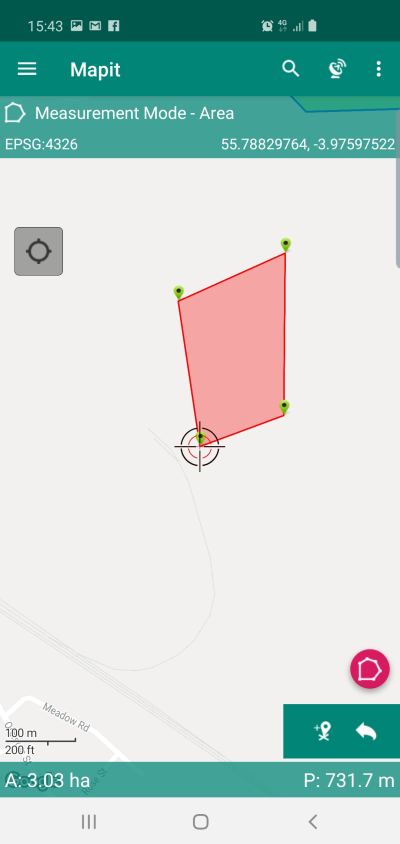 15:43
4G
Mapit
Measurement Mode - Area
EPSG:4326
55.78829764, -3.97597522
Meadow Rd
100 m
200 ft
A: 3.03 ha
P: 731.7 m